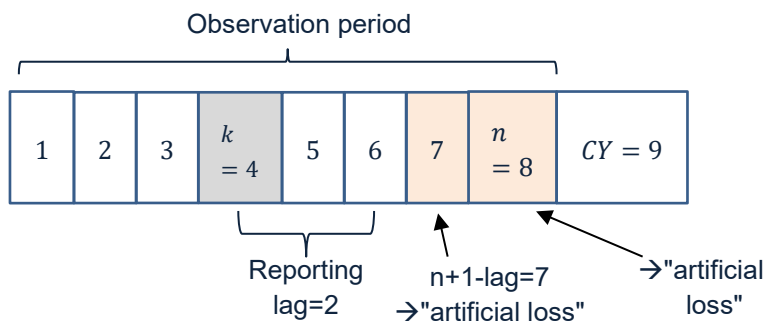 Observation period
1 2 3 k = 4 5 6 7 n = 8 CY = 9
Reporting
lag=2
n+1-lag=7
→"artificial loss"
→"artificial
loss"